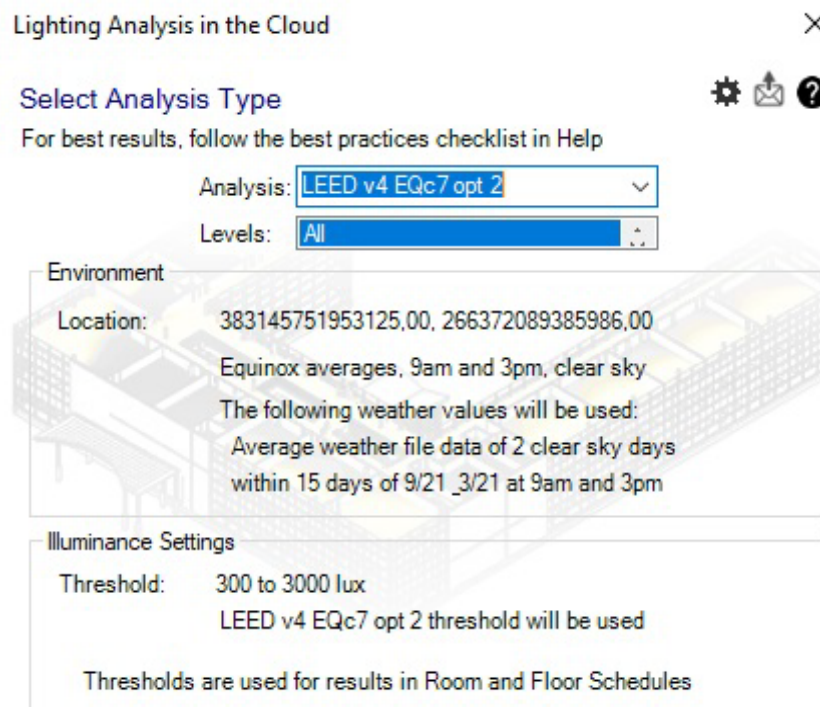 Lighting Analysis in the Cloud
Select Analysis Type
For best results, follow the best practices checklist in Help
Analysis: LEED v4 EQc7 opt 2
Levels: All
Environment
Location: 383145751953125,00, 266372089385986,00
Equinox averages, 9am and 3pm, clear sky
The following weather values will be used:
Average weather file data of 2 clear sky days
within 15 days of 9/21 _3/21 at 9am and 3pm
Illuminance Settings
Threshold: 300 to 3000 lux
LEED v4 EQc7 opt 2 threshold will be used
Thresholds are used for results in Room and Floor Schedules